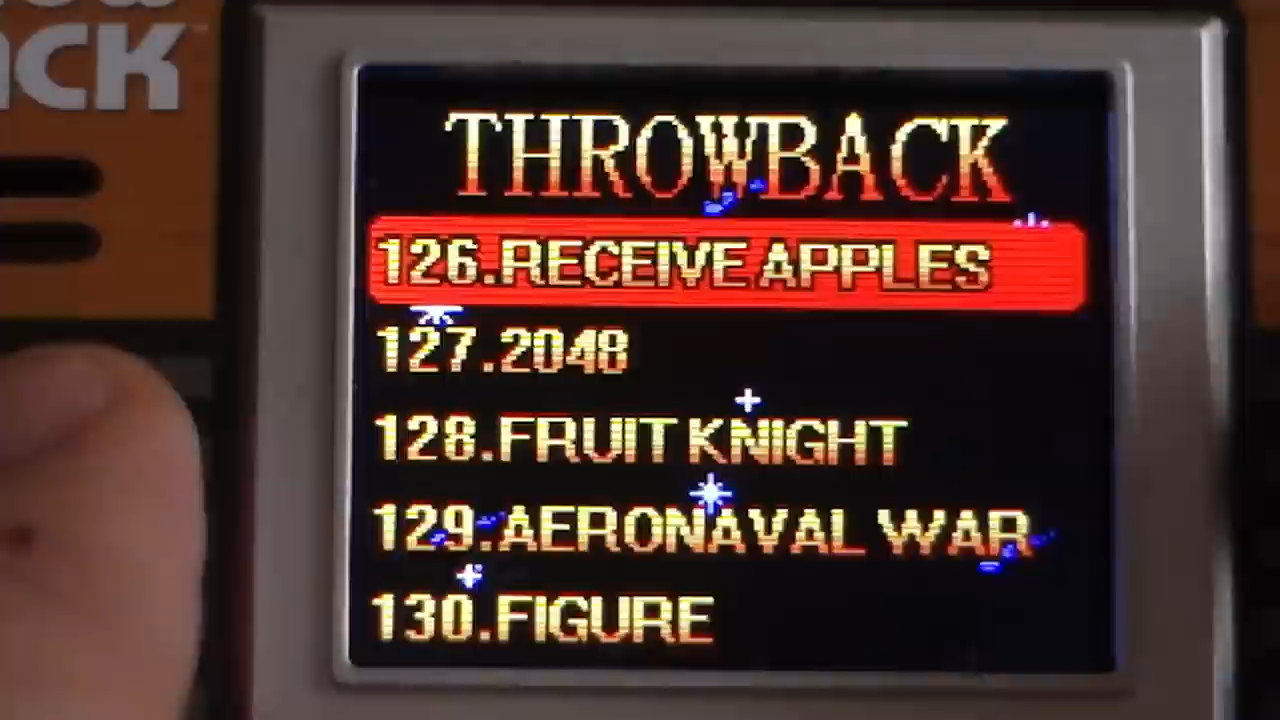 THROWBACK
126.RECEIVE APPLES
127.2048
128.FRUIT KNIGHT
129.AERONAVAL WAR
130.FIGURE